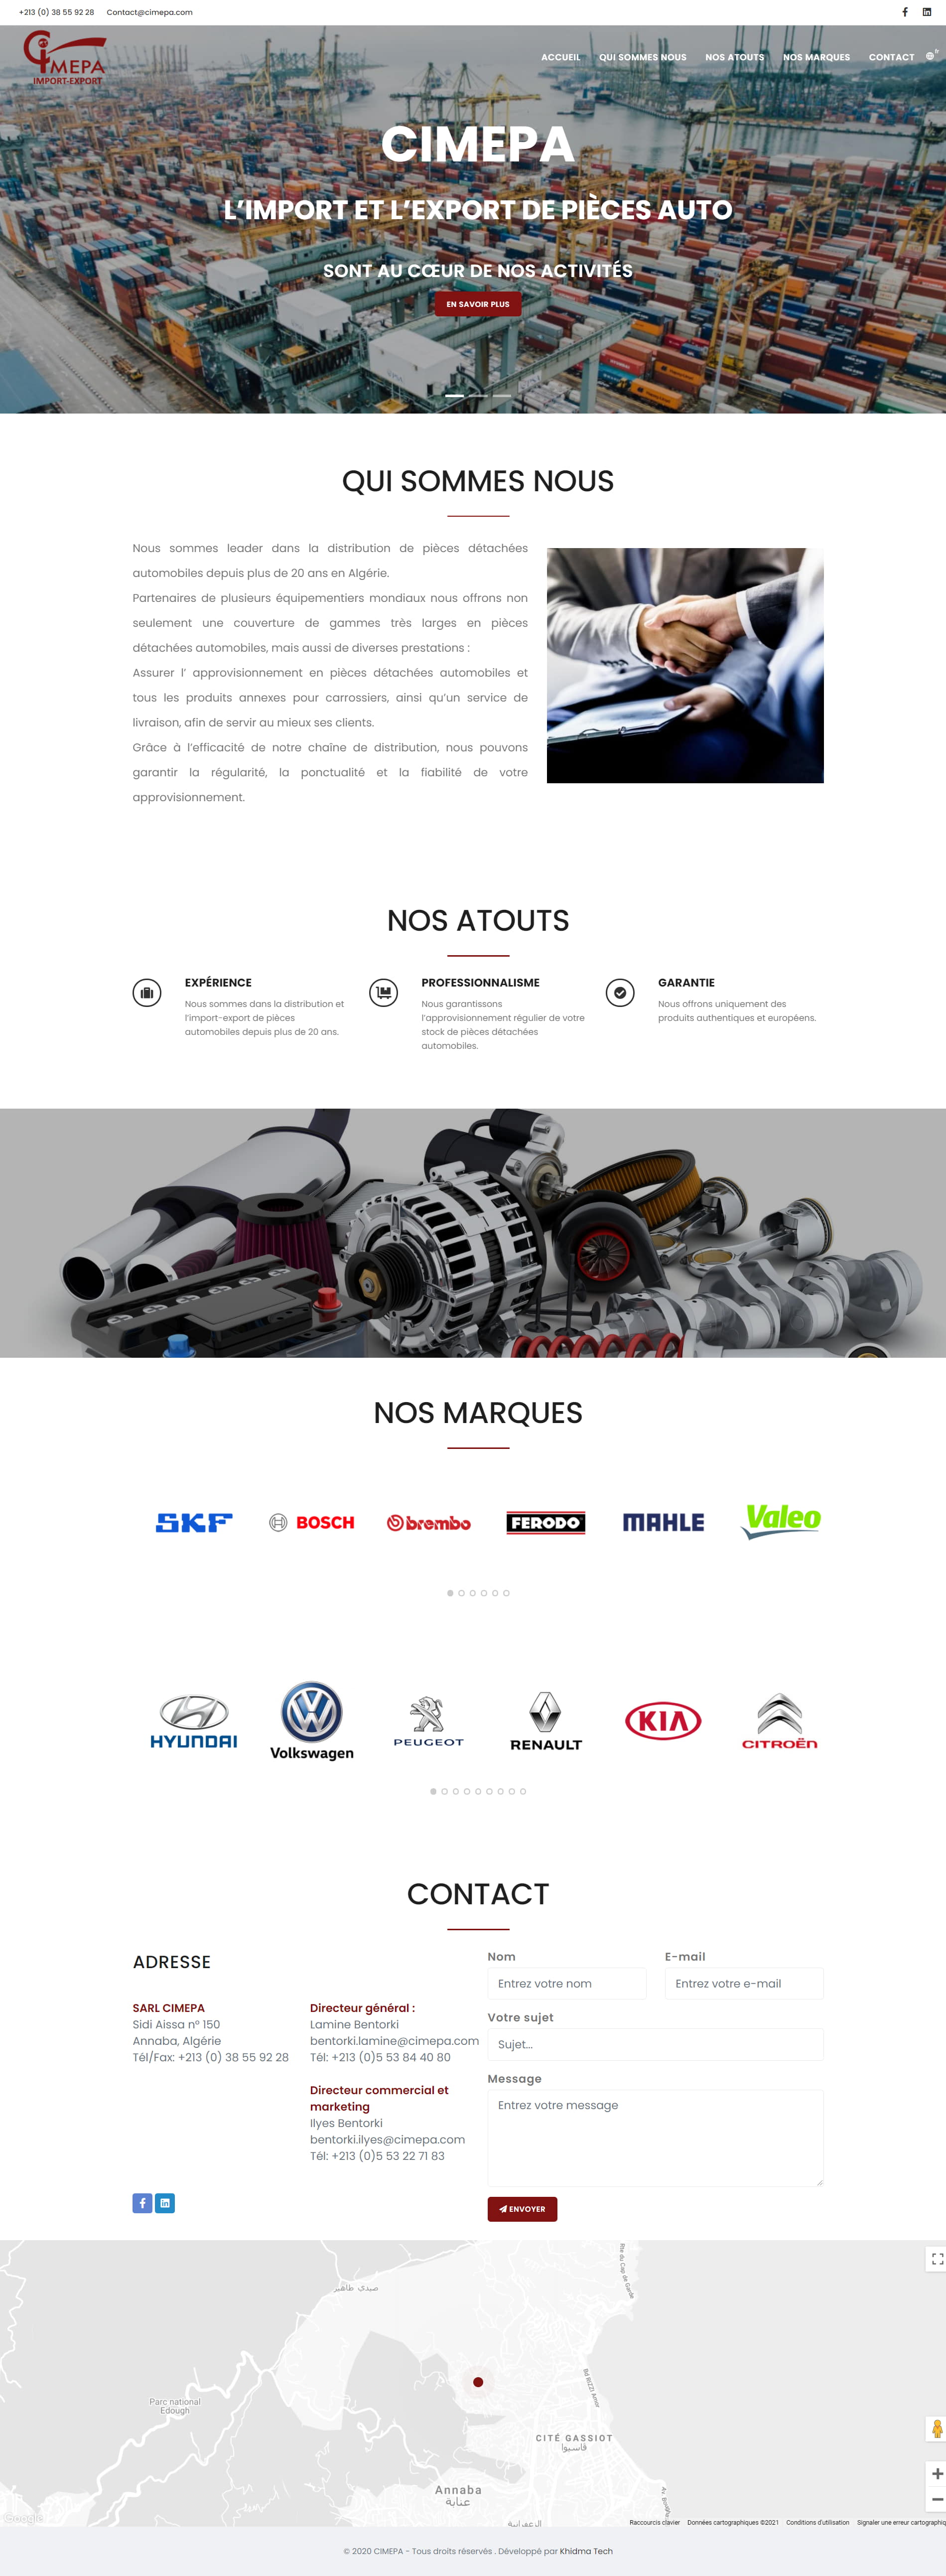 +213 (0) 38 55 92 28 Contact@cimepa.com
CIMEPA
IMPORT-EXPORT
ACCUEIL QUI SOMMES NOUS NOS ATOUTS NOS MARQUES CONTACT fr
CIMEPA
L’IMPORT ET L’EXPORT DE PIÈCES AUTO
SONT AU CŒUR DE NOS ACTIVITÉS
EN SAVOIR PLUS
QUI SOMMES NOUS
Nous sommes leader dans la distribution de pièces détachées
automobiles depuis plus de 20 ans en Algérie.
Partenaires de plusieurs équipementiers mondiaux nous offrons non
seulement une couverture de gammes très larges en pièces
détachées automobiles, mais aussi de diverses prestations :
Assurer l’ approvisionnement en pièces détachées automobiles et
tous les produits annexes pour carrossiers, ainsi qu’un service de
livraison, afin de servir au mieux ses clients.
Grâce à l’efficacité de notre chaîne de distribution, nous pouvons
garantir la régularité, la ponctualité et la fiabilité de votre
approvisionnement.
NOS ATOUTS
EXPÉRIENCE
Nous sommes dans la distribution et
l’import-export de pièces
automobiles depuis plus de 20 ans.
PROFESSIONNALISME
Nous garantissons
l’approvisionnement régulier de votre
stock de pièces détachées
automobiles.
GARANTIE
Nous offrons uniquement des
produits authentiques et européens.
NOS MARQUES
SKF BOSCH brembo FERODO MAHLE Valeo
HYUNDAI Volkswagen PEUGEOT RENAULT KIA CITROËN
CONTACT
ADRESSE
SARL CIMEPA
Sidi Aissa n° 150
Annaba, Algérie
Tél/Fax: +213 (0) 38 55 92 28
Directeur général :
Lamine Bentorki
bentorki.lamine@cimepa.com
Tél: +213 (0)5 53 84 40 80
Directeur commercial et
marketing
Ilyes Bentorki
bentorki.ilyes@cimepa.com
Tél: +213 (0)5 53 22 71 83
Nom E-mail
Entrez votre nom Entrez votre e-mail
Votre sujet
Sujet...
Message
Entrez votre message
ENVOYER
Rte du Cap de Garde
صيدي طاهير
Bd RIZZI Amor
Parc national
Edough
CITÉ GASSIOT
ڨاسيوا
Annaba
عنابة
Google
Raccourcis clavier Données cartographiques ©2021 Conditions d'utilisation Signaler une erreur cartographiq
© 2020 CIMEPA - Tous droits réservés . Développé par Khidma Tech